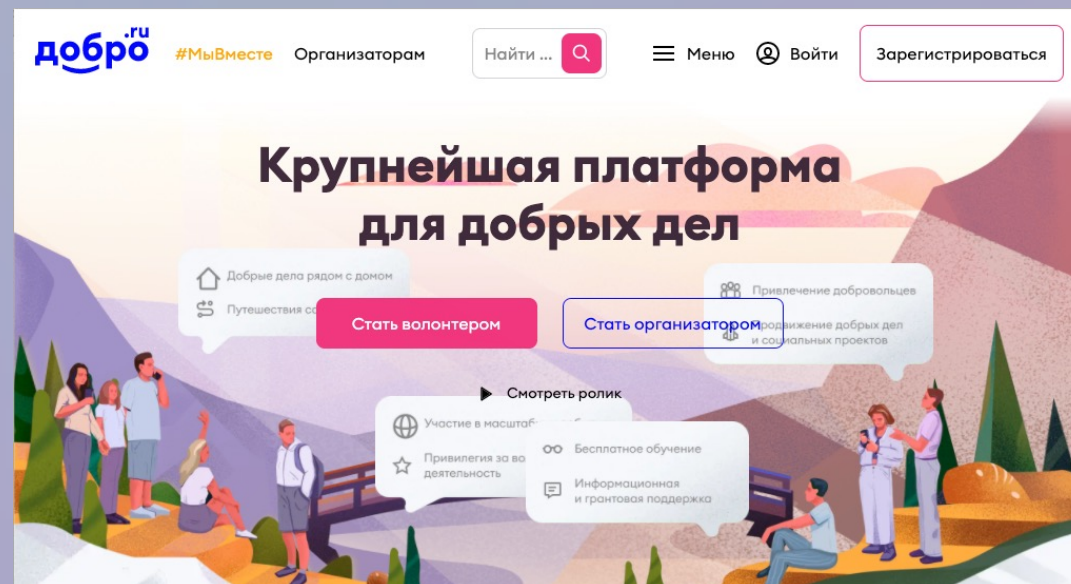 добро.ru
#МыВместе
Организаторам
Найти ...
Меню
Войти
Зарегистрироваться
Крупнейшая платформа
для добрых дел
Добрые дела рядом с домом
Путешествия
Стать волонтером
Стать организатором
Привлечение добровольцев
добрых дел
и социальных проектов
Смотреть ролик
Участие в
Привилегия за
деятельность
Бесплатное обучение
Информационная
и грантовая поддержка